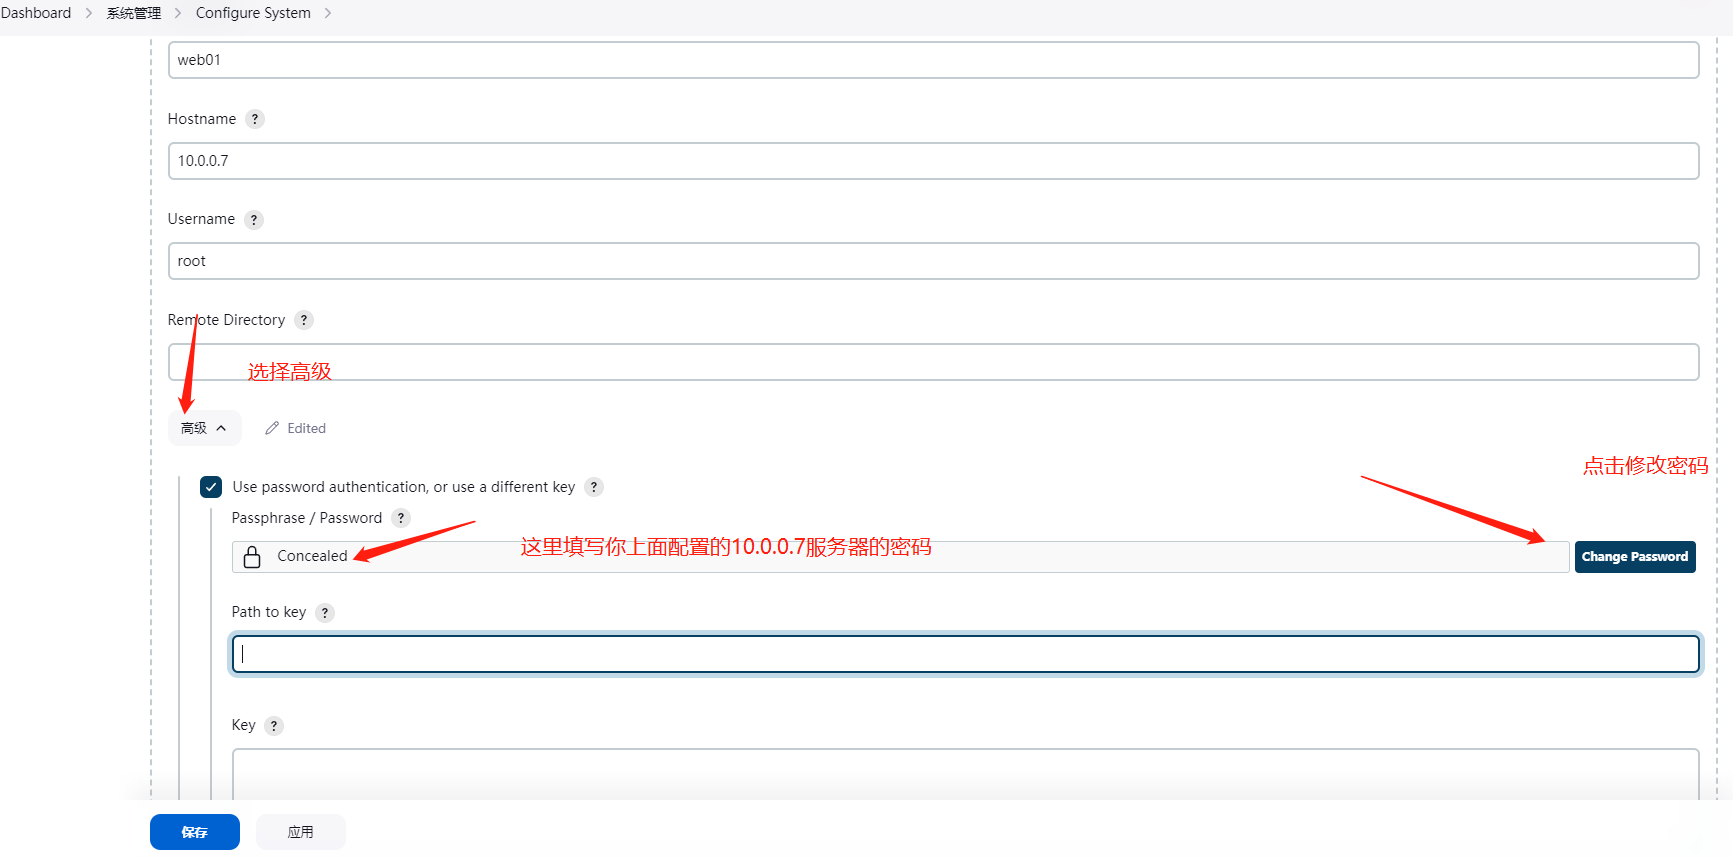 Dashboard > 系统管理 > Configure System >
web01
Hostname ?
10.0.0.7
Username ?
root
Remote Directory ?
选择高级
高级 Edited
点击修改密码
Use password authentication, or use a different key ?
Passphrase / Password ?
Concealed 这里填写你上面配置的10.0.0.7服务器的密码 Change Password
Path to key ?
Key ?
保存 应用